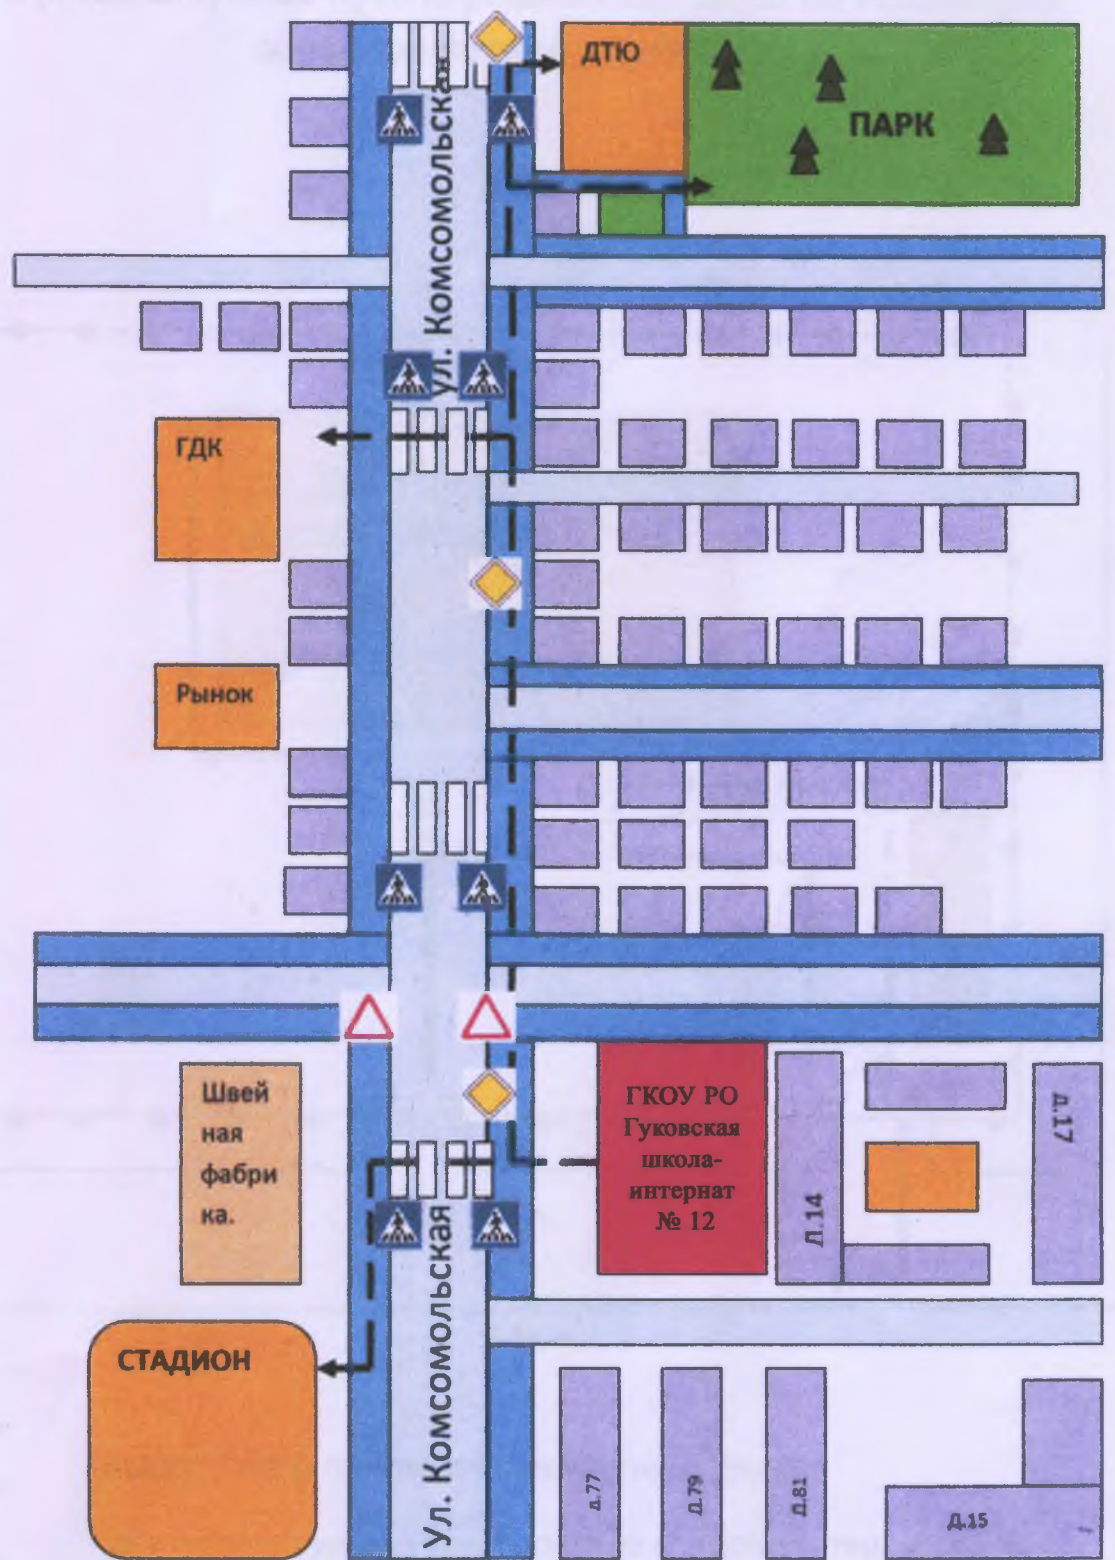 ДТЮ
ПАРК
ул. Комсомольская
ГДК
Рынок
Швей
ная
фабри
ка.
ГКОУ РО
Гуковская
школа-
интернат
№ 12
Д.14
д.17
СТАДИОН
Ул. Комсомольская
д.77
д.79
д.81
Д.15